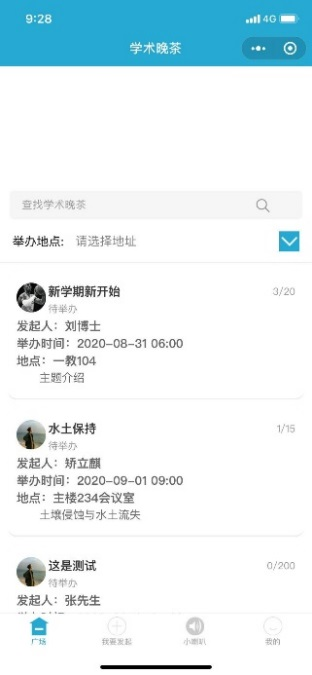 9:28
4G
学术晚茶
查找学术晚茶
举办地点: 请选择地址
新学期新开始
3/20
待举办
发起人：刘博士
举办时间：2020-08-31 06:00
地点：一教104
主题介绍
水土保持
1/15
待举办
发起人：矫立麒
举办时间：2020-09-01 09:00
地点：主楼234会议室
土壤侵蚀与水土流失
这是测试
0/200
待举办
发起人：张先生
广场
我要发起
小喇叭
我的